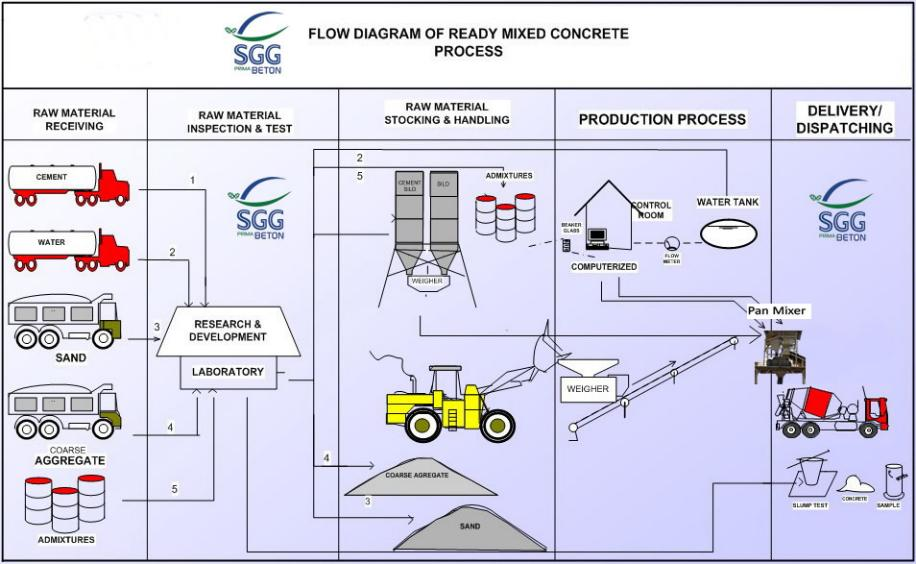 SGG
PRIMA BETON
FLOW DIAGRAM OF READY MIXED CONCRETE
PROCESS
RAW MATERIAL
RECEIVING
RAW MATERIAL
INSPECTION & TEST
RAW MATERIAL
STOCKING & HANDLING
PRODUCTION PROCESS
DELIVERY/
DISPATCHING
CEMENT
1
WATER
2
SAND
3
COARSE
AGGREGATE
4
ADMIXTURES
5
SGG
PRIMA BETON
RESEARCH &
DEVELOPMENT
LABORATORY
2
5
CEMENT
SILO
SILO
WEIGHER
ADMIXTURES
4
COARSE AGREGATE
3
SAND
BEAKER
GLASS
CONTROL
ROOM
COMPUTERIZED
FLOW
METER
WATER TANK
WEIGHER
SGG
PRIMA BETON
Pan Mixer
SLUMP TEST
CONCRETE
SAMPLE